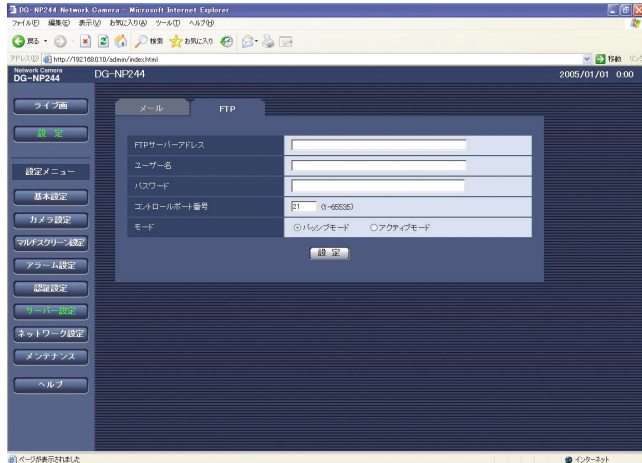 DG-NP244 Network Camera - Microsoft Internet Explorer
ファイル(F) 編集(E) 表示(V) お気に入り(A) ツール(T) ヘルプ(H)
戻る 検索 お気に入り
アドレス(D) http://192.168.0.10/admin/index.html 移動 リンク
Network Camera
DG-NP244
DG-NP244
2005/01/01 0:00
ライブ画
設定
設定メニュー
基本設定
カメラ設定
マルチスクリーン設定
アラーム設定
認証設定
サーバー設定
ネットワーク設定
メンテナンス
ヘルプ
メール FTP
FTPサーバーアドレス
ユーザー名
パスワード
コントロールポート番号 21 (1-65535)
モード パッシブモード アクティブモード
設定
ページが表示されました インターネット